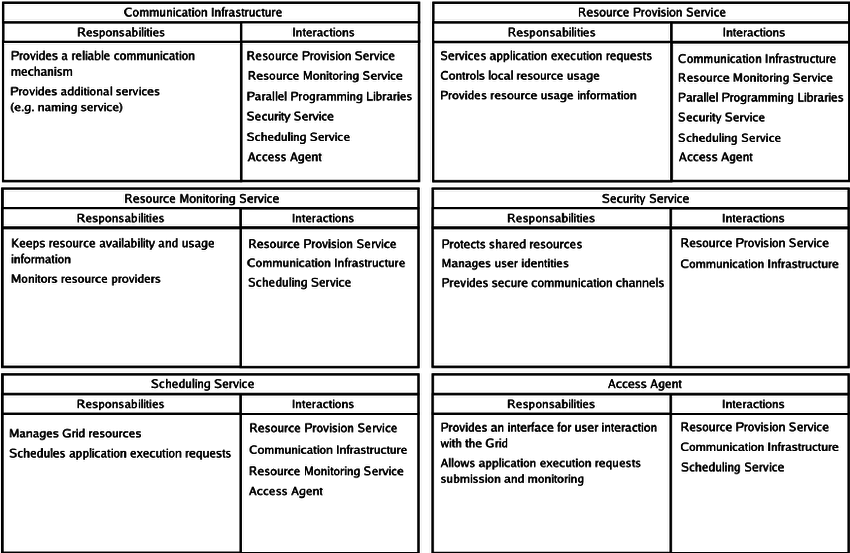 Communication Infrastructure
Responsabilities
Interactions
Provides a reliable communication
mechanism
Provides additional services
(e.g. naming service)
Resource Provision Service
Resource Monitoring Service
Parallel Programming Libraries
Security Service
Scheduling Service
Access Agent
Resource Provision Service
Responsabilities
Interactions
Services application execution requests
Controls local resource usage
Provides resource usage information
Communication Infrastructure
Resource Monitoring Service
Parallel Programming Libraries
Security Service
Scheduling Service
Access Agent
Resource Monitoring Service
Responsabilities
Interactions
Keeps resource availability and usage
information
Monitors resource providers
Resource Provision Service
Communication Infrastructure
Scheduling Service
Security Service
Responsabilities
Interactions
Protects shared resources
Manages user identities
Prevides secure communication channels
Resource Provision Service
Communication Infrastructure
Scheduling Service
Responsabilities
Interactions
Manages Grid resources
Schedules application execution requests
Resource Provision Service
Communication Infrastructure
Resource Monitoring Service
Access Agent
Access Agent
Responsabilities
Interactions
Provides an interface for user interaction
with the Grid
Allows application execution requests
submission and monitoring
Resource Provision Service
Communication Infrastructure
Scheduling Service